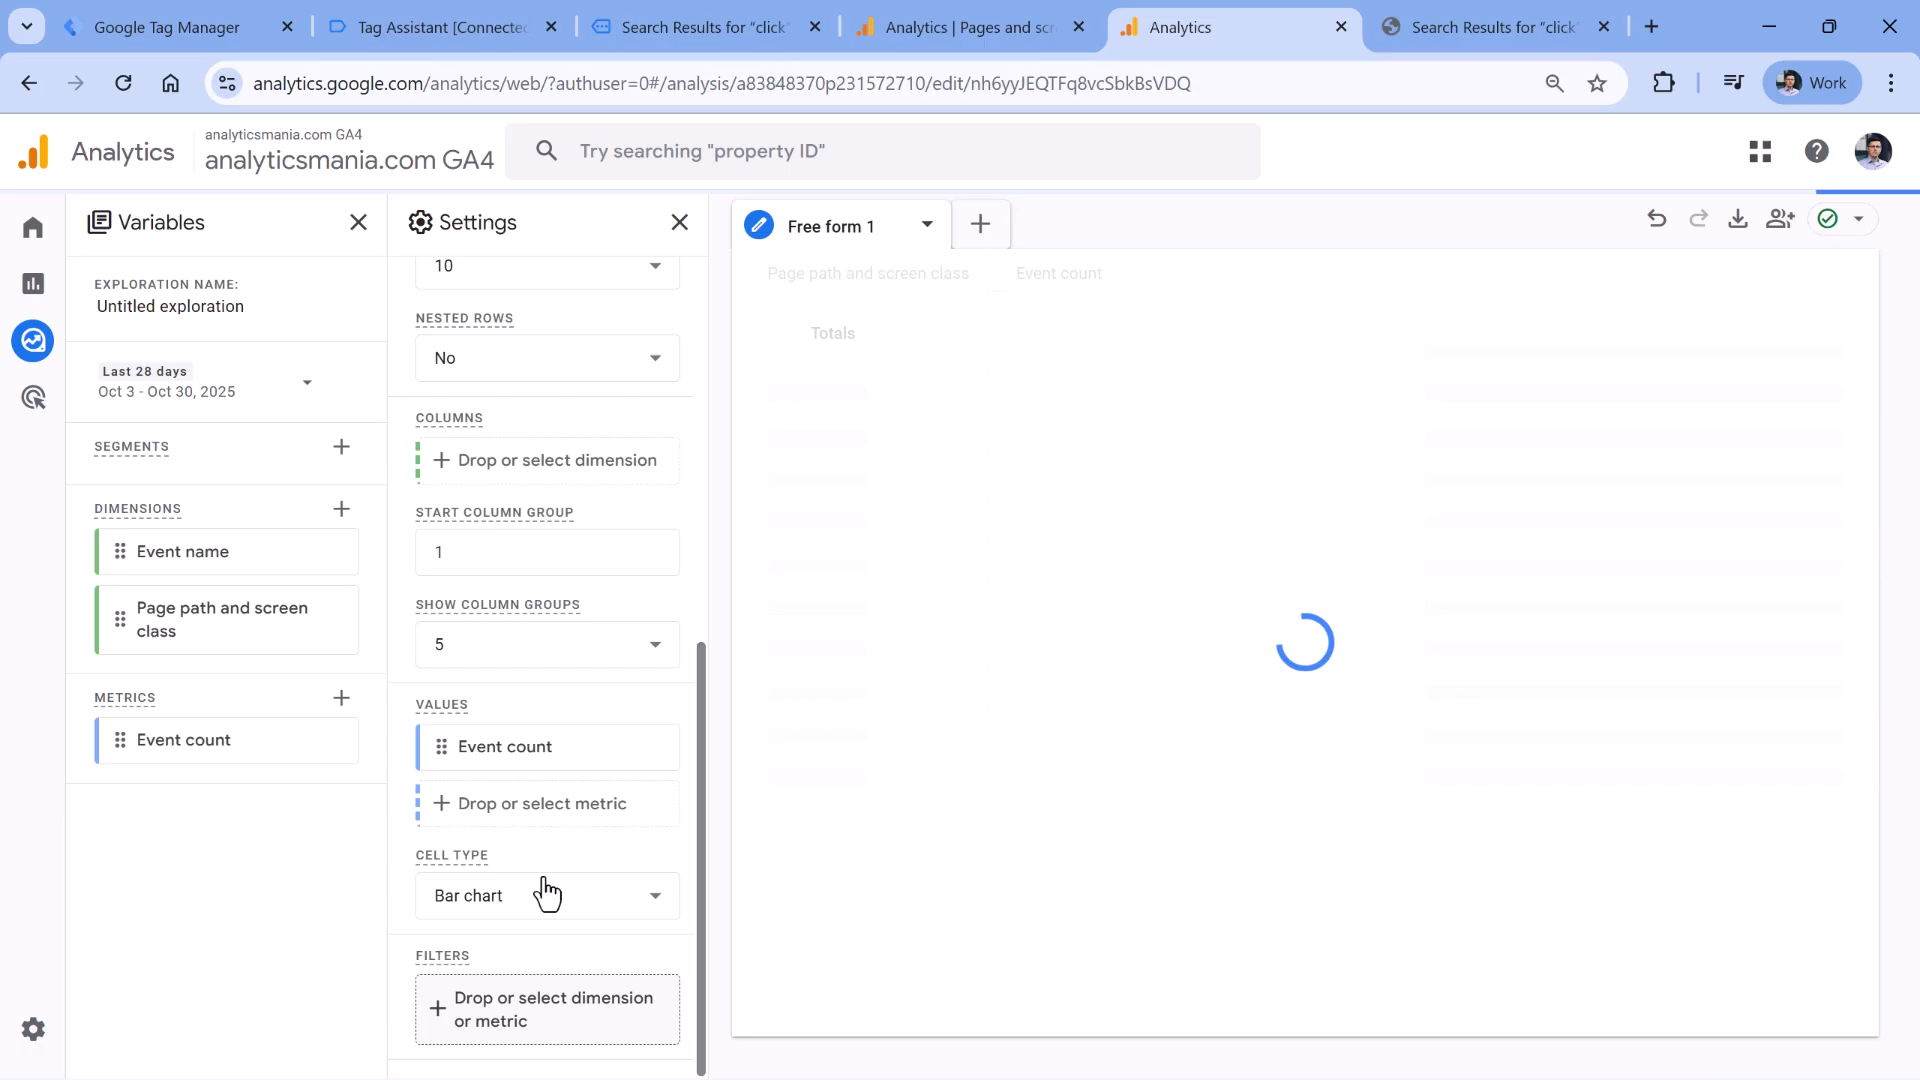 Google Tag Manager
Tag Assistant [Connecte
Search Results for "click"
Analytics | Pages and scr
Analytics
Search Results for "click"
analytics.google.com/analytics/web/?authuser=0#/analysis/a83848370p231572710/edit/nh6yyJEQTFq8vcSbkBsVDQ
Work
Analytics
analyticsmania.com GA4
analyticsmania.com GA4
Try searching "property ID"
Variables
EXPLORATION NAME:
Untitled exploration
Last 28 days
Oct 3 - Oct 30, 2025
SEGMENTS
DIMENSIONS
Event name
Page path and screen
class
METRICS
Event count
Settings
10
NESTED ROWS
No
COLUMNS
Drop or select dimension
START COLUMN GROUP
1
SHOW COLUMN GROUPS
5
VALUES
Event count
Drop or select metric
CELL TYPE
Bar chart
FILTERS
Drop or select dimension
or metric
Free form 1
Page path and screen class
Event count
Totals